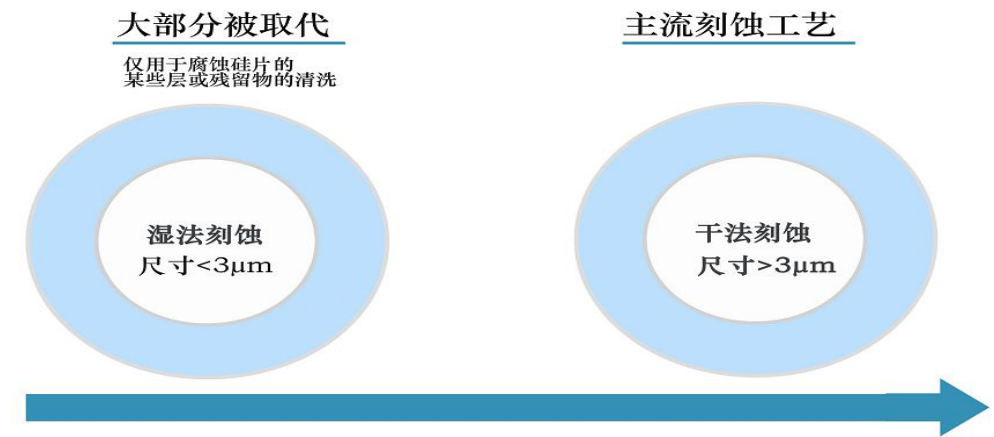 大部分被取代
仅用于腐蚀硅片的
某些层或残留物的清洗
湿法刻蚀
尺寸<3μm
主流刻蚀工艺
干法刻蚀
尺寸>3μm